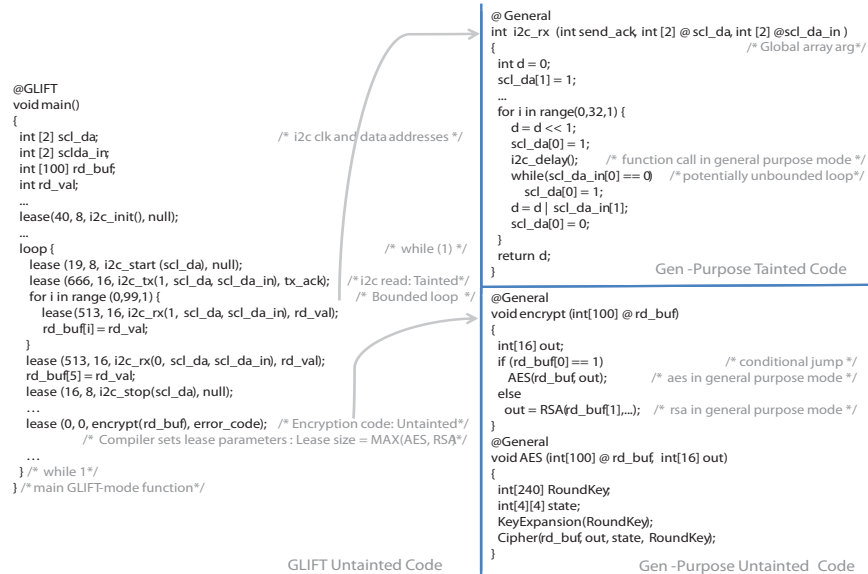 @GLIFT
void main()
{
int [2] scl_da; /* i2c clk and data addresses */
int [2] sclda_in;
int [100] rd_buf;
int rd_val;
...
lease(40, 8, i2c_init(), null);
...
loop { /* while (1) */
lease (19, 8, i2c_start (scl_da), null);
lease (666, 16, i2c_tx(1, scl_da, scl_da_in), tx_ack); /*i2c read: Tainted*/
for i in range (0,99,1) { /* Bounded loop */
lease (513, 16, i2c_rx(1, scl_da, scl_da_in), rd_val);
rd_buf[i] = rd_val;
}
lease (513, 16, i2c_rx(0, scl_da, scl_da_in), rd_val);
rd_buf[5] = rd_val;
lease (16, 8, i2c_stop(scl_da), null);
...
lease (0, 0, encrypt(rd_buf), error_code); /* Encryption code: Untainted*/
/* Compiler sets lease parameters : Lease size = MAX(AES, RSA)*/
...
} /* while 1*/
} /*main GLIFT-mode function*/
GLIFT Untainted Code
@ General
int i2c_rx (int send_ack, int [2] @ scl_da, int [2] @scl_da_in )
{ /* Global array arg*/
int d = 0;
scl_da[1] = 1;
...
for i in range(0,32,1) {
d = d << 1;
scl_da[0] = 1;
i2c_delay(); /* function call in general purpose mode */
while(scl_da_in[0] == 0) /*potentially unbounded loop*/
scl_da[0] = 1;
d = d | scl_da_in[1];
scl_da[0] = 0;
}
return d;
}
Gen -Purpose Tainted Code
@General
void encrypt (int[100] @ rd_buf)
{
int[16] out;
if (rd_buf[0] == 1) /* conditional jump */
AES(rd_buf, out); /* aes in general purpose mode */
else
out = RSA(rd_buf[1],...); /* rsa in general purpose mode */
}
@General
void AES (int[100] @ rd_buf, int[16] out)
{
int[240] RoundKey;
int[4][4] state;
KeyExpansion(RoundKey);
Cipher(rd_buf, out, state, RoundKey);
}
Gen -Purpose Untainted Code